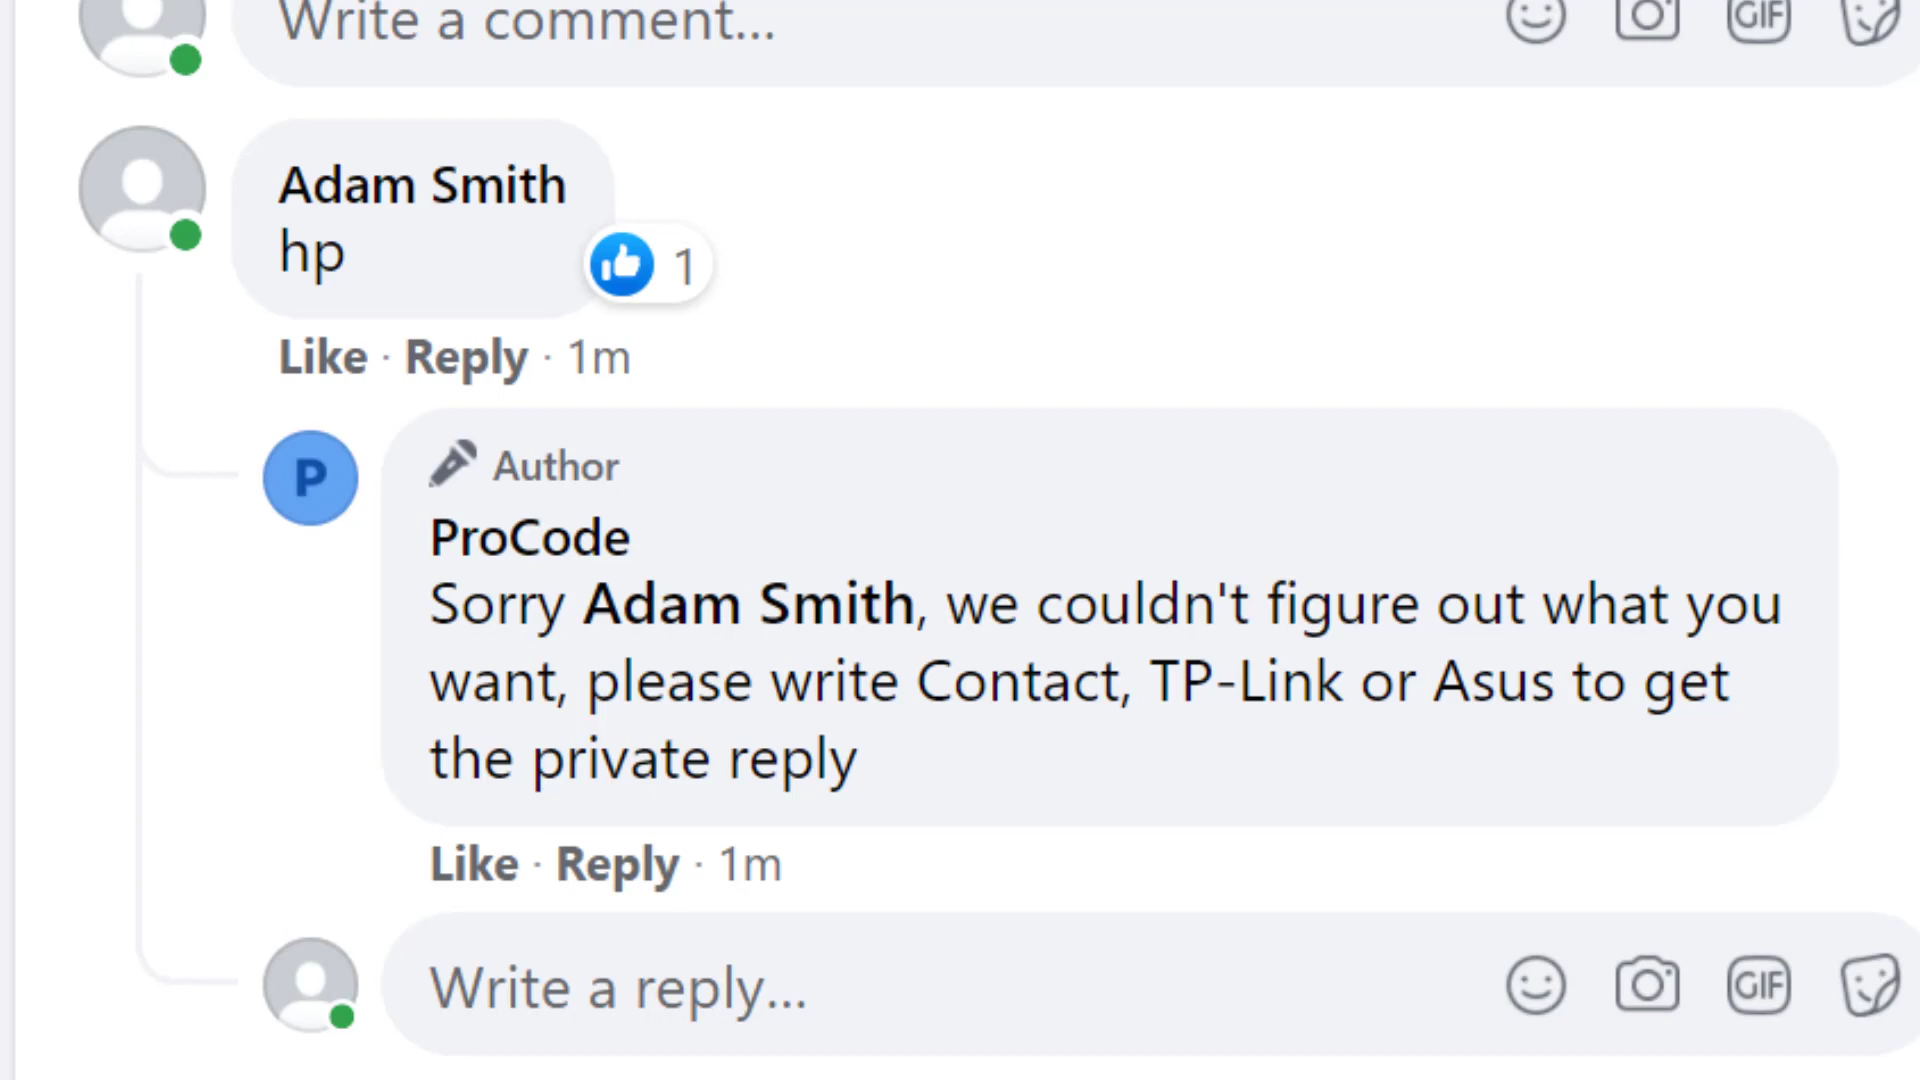 Write a comment...
GIF
Adam Smith
hp
1
Like · Reply · 1m
P
Author
ProCode
Sorry Adam Smith, we couldn't figure out what you
want, please write Contact, TP-Link or Asus to get
the private reply
Like · Reply · 1m
Write a reply...
GIF